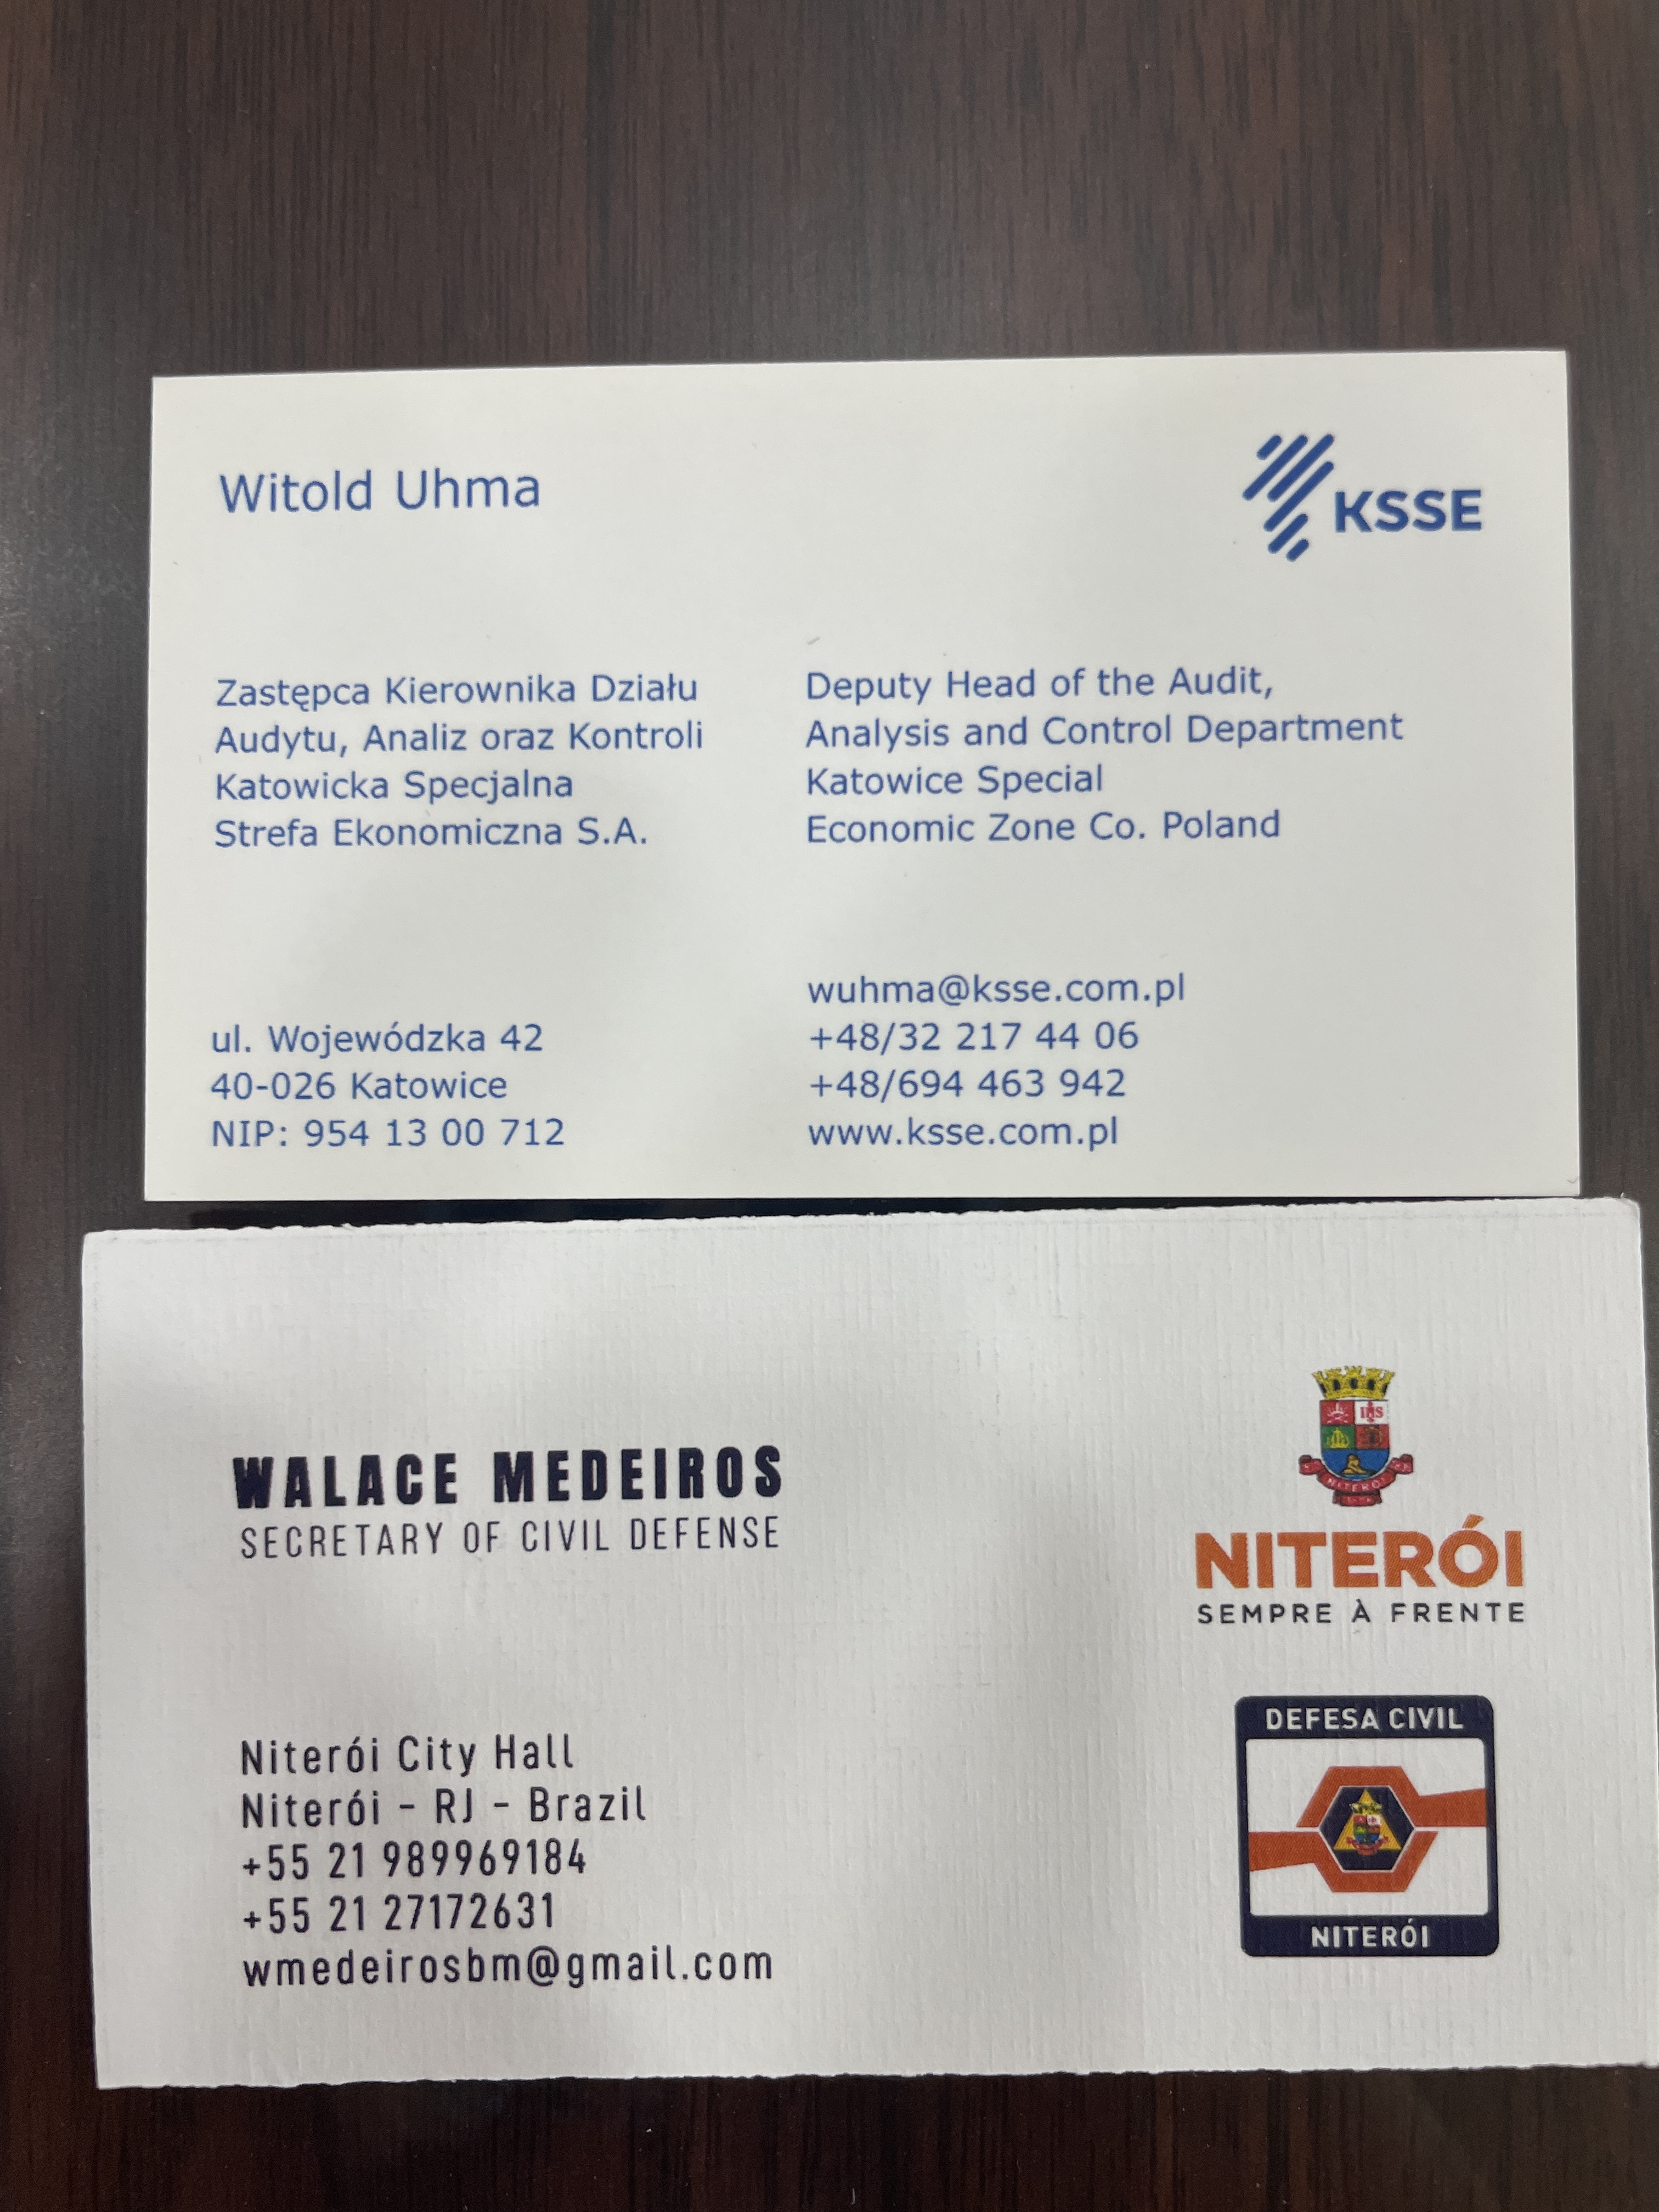 Witold Uhma
KSSE
Zastępca Kierownika Działu
Audytu, Analiz oraz Kontroli
Katowicka Specjalna
Strefa Ekonomiczna S.A.
Deputy Head of the Audit,
Analysis and Control Department
Katowice Special
Economic Zone Co. Poland
ul. Wojewódzka 42
40-026 Katowice
NIP: 954 13 00 712
wuhma@ksse.com.pl
+48/32 217 44 06
+48/694 463 942
www.ksse.com.pl
WALACE MEDEIROS
SECRETARY OF CIVIL DEFENSE
Niterói City Hall
Niterói - RJ - Brazil
+55 21 989969184
+55 21 27172631
wmedeirosbm@gmail.com
IHS
NITERÓI
NITERÓI
SEMPRE À FRENTE
DEFESA CIVIL
NITERÓI